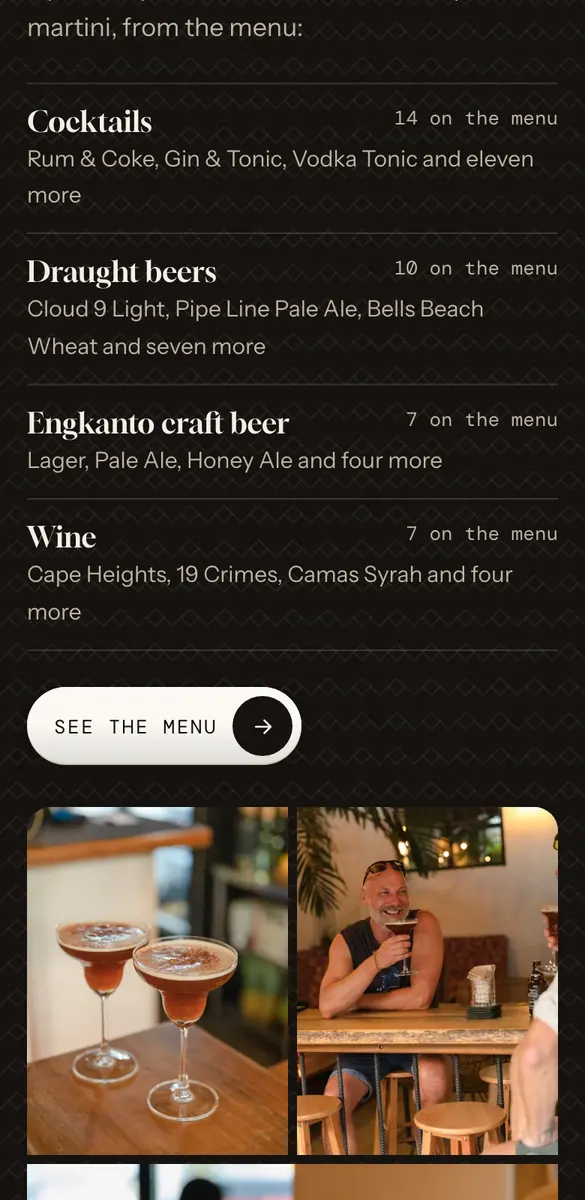 martini, from the menu:
Cocktails
14 on the menu
Rum & Coke, Gin & Tonic, Vodka Tonic and eleven
more
Draught beers
10 on the menu
Cloud 9 Light, Pipe Line Pale Ale, Bells Beach
Wheat and seven more
Engkanto craft beer
7 on the menu
Lager, Pale Ale, Honey Ale and four more
Wine
7 on the menu
Cape Heights, 19 Crimes, Camas Syrah and four
more
SEE THE MENU